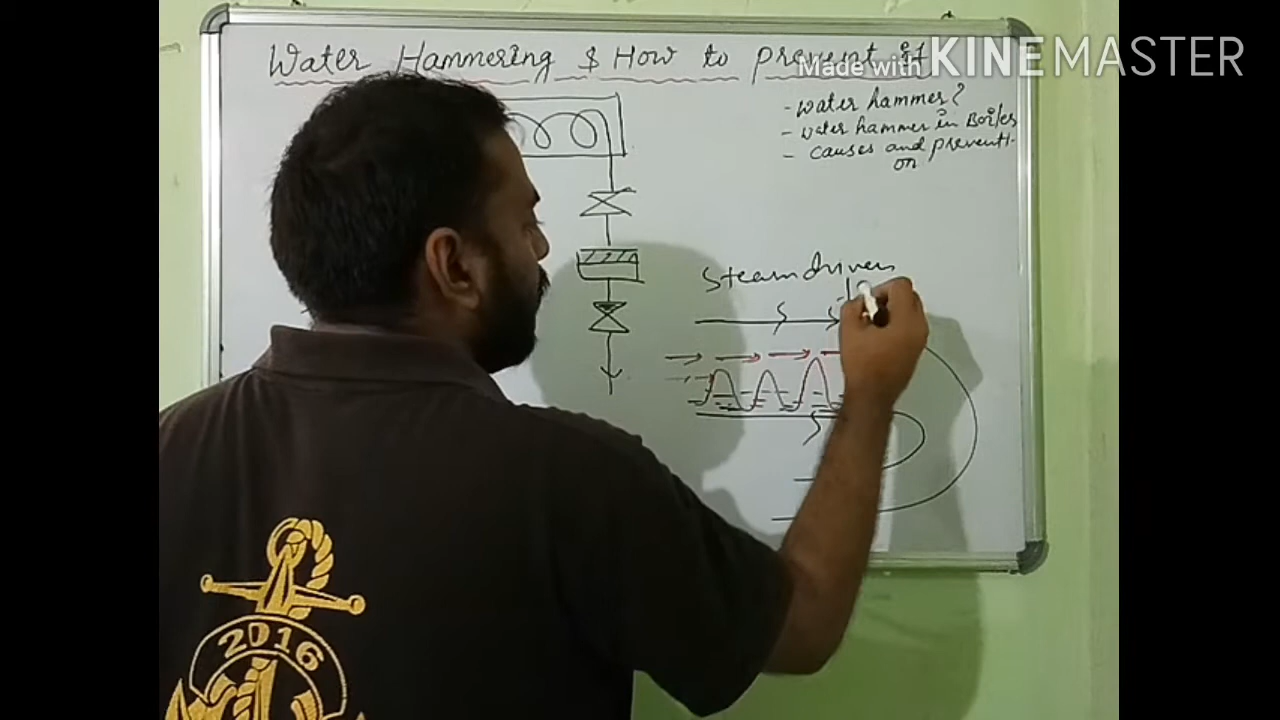 Water Hammering & How to prevent it
Made with KINEMASTER
- water hammer?
- water hammer in Boiler
- causes and preventi-
on
Steam driven
2016